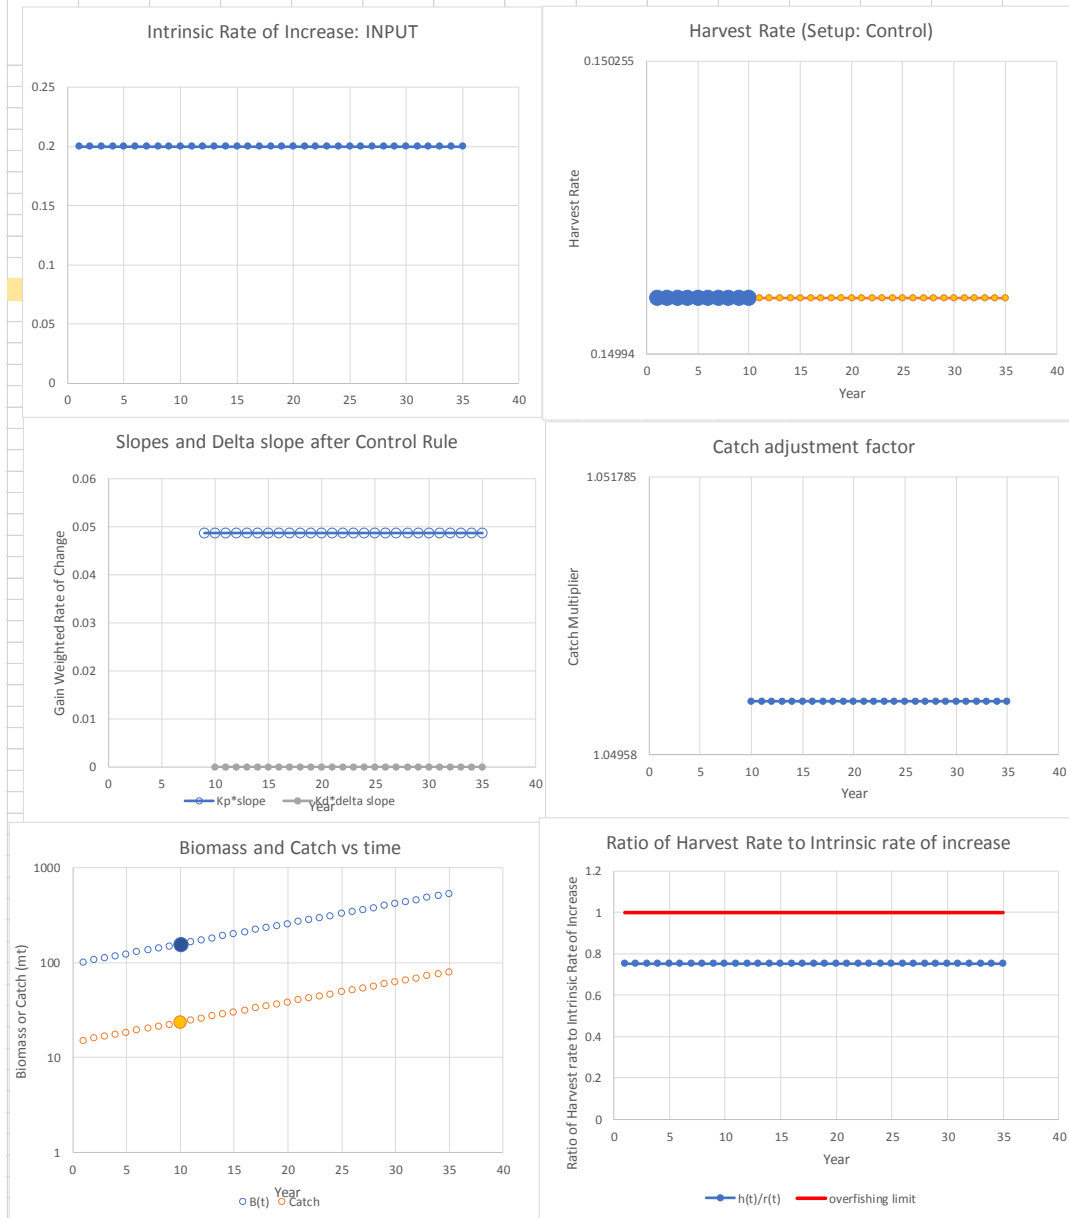 Intrinsic Rate of Increase: INPUT
0.25
0.2
0.15
0.1
0.05
0
0 5 10 15 20 25 30 35 40
Harvest Rate (Setup: Control)
0.150255
Harvest Rate
0.14994
0 5 10 15 20 25 30 35 40
Year
Slopes and Delta slope after Control Rule
0.06
0.05
0.04
0.03
0.02
0.01
0
Gain Weighted Rate of Change
0 5 10 15 20 25 30 35 40
Year
Kp*slope Kd*delta slope
Catch adjustment factor
1.051785
Catch Multiplier
1.04958
0 5 10 15 20 25 30 35 40
Year
Biomass and Catch vs time
1000
100
10
1
Biomass or Catch (mt)
0 5 10 15 20 25 30 35 40
Year
B(t) Catch
Ratio of Harvest Rate to Intrinsic rate of increase
1.2
1
0.8
0.6
0.4
0.2
0
Ratio of Harvest rate to Intrinsic Rate of Increase
0 5 10 15 20 25 30 35 40
Year
h(t)/r(t) overfishing limit